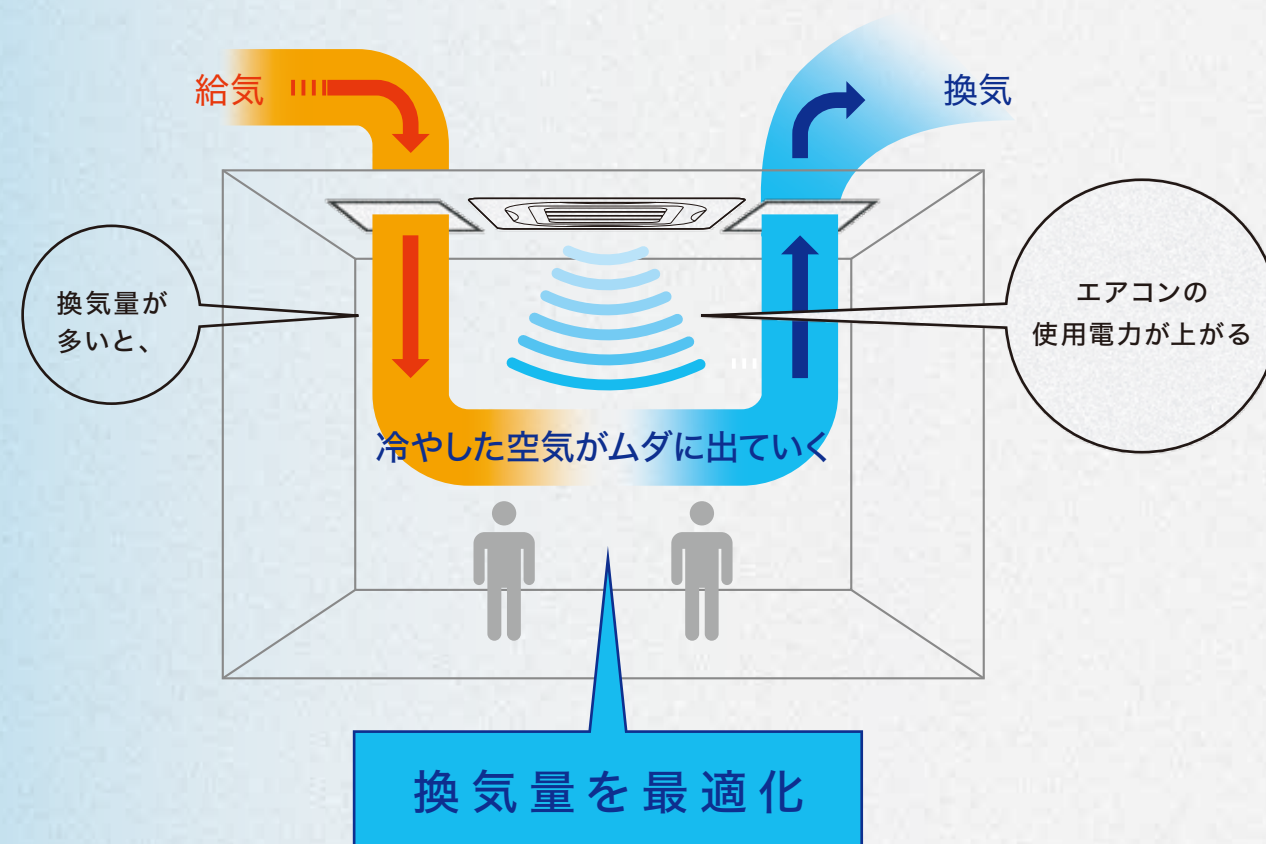 給気
換気
換気量が
多いと、
エアコンの
使用電力が上がる
冷やした空気がムダに出ていく
換気量を最適化